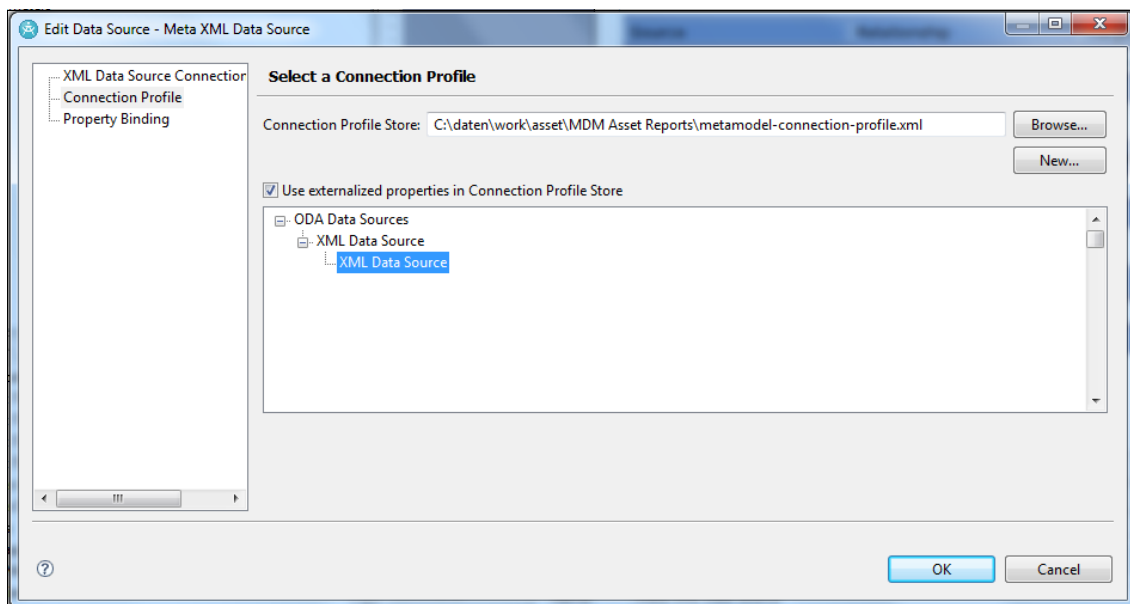 Edit Data Source - Meta XML Data Source
XML Data Source Connection
Connection Profile
Property Binding
Select a Connection Profile
Connection Profile Store: C:\daten\work\asset\MDM Asset Reports\metamodel-connection-profile.xml Browse...
New...
Use externalized properties in Connection Profile Store
ODA Data Sources
XML Data Source
XML Data Source
OK Cancel